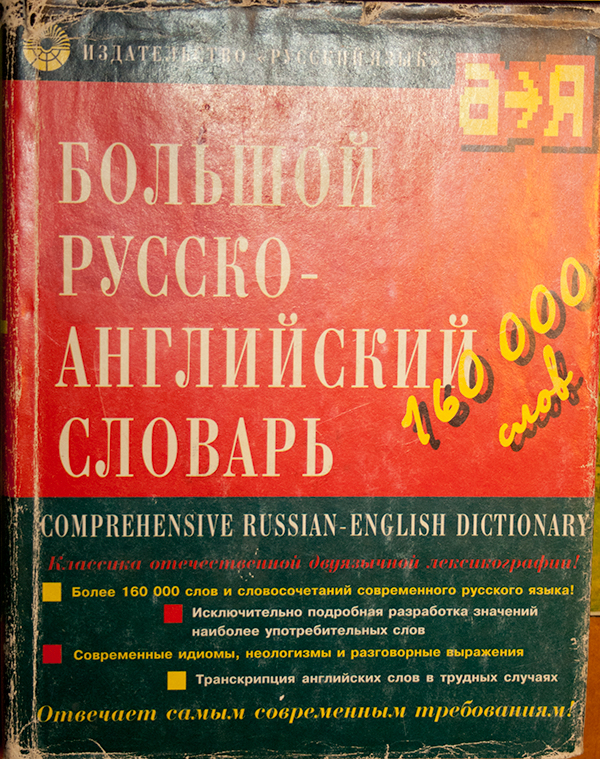 ИЗДАТЕЛЬСТВО «РУССКИЙ ЯЗЫК»
а→Я
БОЛЬШОЙ
РУССКО-
АНГЛИЙСКИЙ
СЛОВАРЬ
160 000
слов
COMPREHENSIVE RUSSIAN-ENGLISH DICTIONARY
Классика отечественной двуязычной лексикографии!
Более 160 000 слов и словосочетаний современного русского языка!
Исключительно подробная разработка значений
наиболее употребительных слов
Современные идиомы, неологизмы и разговорные выражения
Транскрипция английских слов в трудных случаях
Отвечает самым современным требованиям!